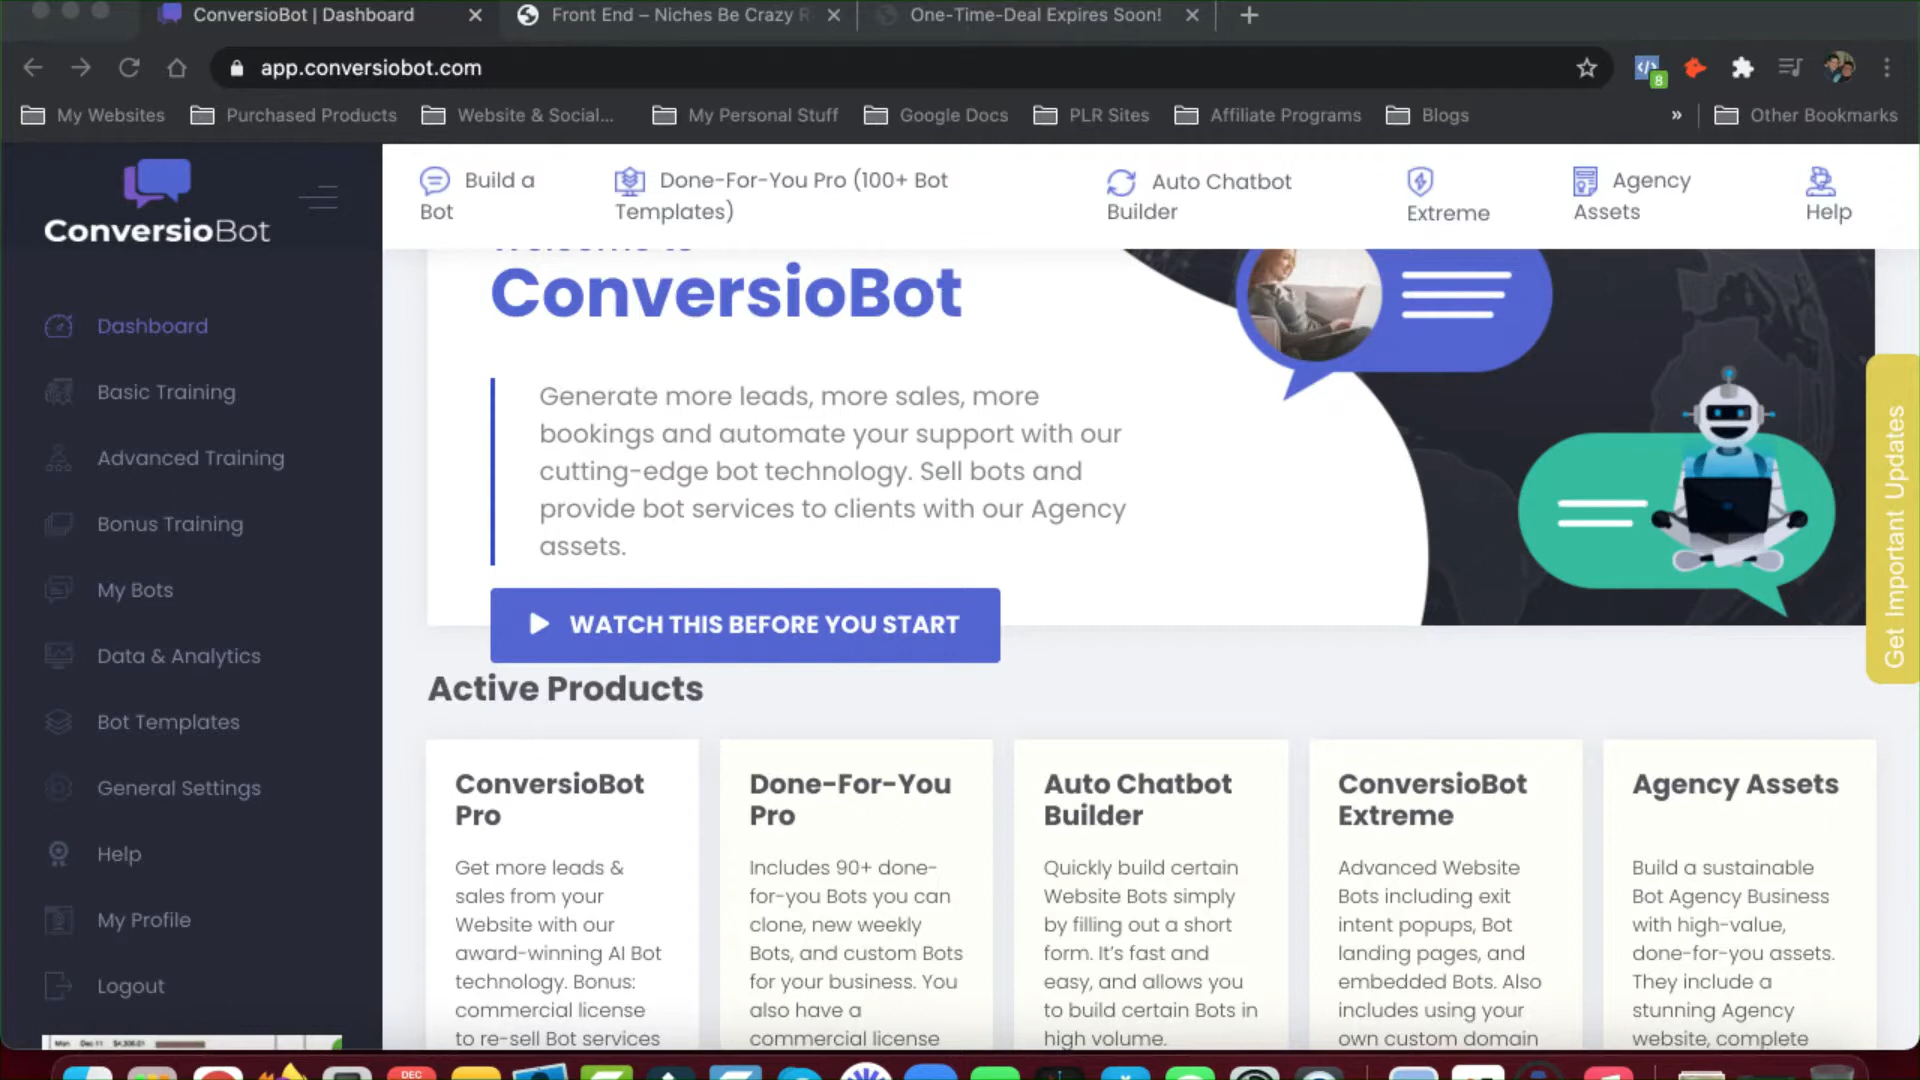 ConversioBot | Dashboard
Front End – Niches Be Crazy R
One-Time-Deal Expires Soon!
app.conversiobot.com
8
My Websites
Purchased Products
Website & Social...
My Personal Stuff
Google Docs
PLR Sites
Affiliate Programs
Blogs
»
Other Bookmarks
ConversioBot
Build a
Bot
Done-For-You Pro (100+ Bot
Templates)
Auto Chatbot
Builder
Extreme
Agency
Assets
Help
Dashboard
Basic Training
Advanced Training
Bonus Training
My Bots
Data & Analytics
Bot Templates
General Settings
Help
My Profile
Logout
Welcome to
ConversioBot
Generate more leads, more sales, more
bookings and automate your support with our
cutting-edge bot technology. Sell bots and
provide bot services to clients with our Agency
assets.
WATCH THIS BEFORE YOU START
Get Important Updates
Active Products
ConversioBot
Pro
Get more leads &
sales from your
Website with our
award-winning AI Bot
technology. Bonus:
commercial license
to re-sell Bot services
Done-For-You
Pro
Includes 90+ done-
for-you Bots you can
clone, new weekly
Bots, and custom Bots
for your business. You
also have a
commercial license
Auto Chatbot
Builder
Quickly build certain
Website Bots simply
by filling out a short
form. It's fast and
easy, and allows you
to build certain Bots in
high volume.
ConversioBot
Extreme
Advanced Website
Bots including exit
intent popups, Bot
landing pages, and
embedded Bots. Also
includes using your
own custom domain
Agency Assets
Build a sustainable
Bot Agency Business
with high-value,
done-for-you assets.
They include a
stunning Agency
website, complete
Mon Dec 11 $4,306.01
DEC